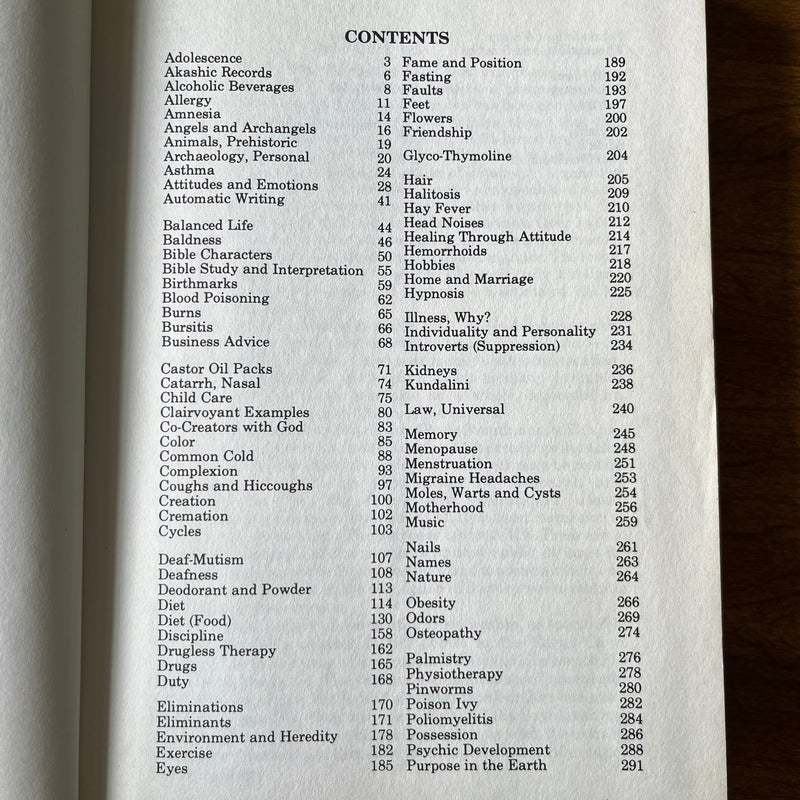 CONTENTS
Adolescence 3
Akashic Records 6
Alcoholic Beverages 8
Allergy 11
Amnesia 14
Angels and Archangels 16
Animals, Prehistoric 19
Archaeology, Personal 20
Asthma 24
Attitudes and Emotions 28
Automatic Writing 41
Balanced Life 44
Baldness 46
Bible Characters 50
Bible Study and Interpretation 55
Birthmarks 59
Blood Poisoning 62
Burns 65
Bursitis 66
Business Advice 68
Castor Oil Packs 71
Catarrh, Nasal 74
Child Care 75
Clairvoyant Examples 80
Co-Creators with God 83
Color 85
Common Cold 88
Complexion 93
Coughs and Hiccoughs 97
Creation 100
Cremation 102
Cycles 103
Deaf-Mutism 107
Deafness 108
Deodorant and Powder 113
Diet 114
Diet (Food) 130
Discipline 158
Drugless Therapy 162
Drugs 165
Duty 168
Eliminations 170
Eliminants 171
Environment and Heredity 178
Exercise 182
Eyes 185
Fame and Position 189
Fasting 192
Faults 193
Feet 197
Flowers 200
Friendship 202
Glyco-Thymoline 204
Hair 205
Halitosis 209
Hay Fever 210
Head Noises 212
Healing Through Attitude 214
Hemorrhoids 217
Hobbies 218
Home and Marriage 220
Hypnosis 225
Illness, Why? 228
Individuality and Personality 231
Introverts (Suppression) 234
Kidneys 236
Kundalini 238
Law, Universal 240
Memory 245
Menopause 248
Menstruation 251
Migraine Headaches 253
Moles, Warts and Cysts 254
Motherhood 256
Music 259
Nails 261
Names 263
Nature 264
Obesity 266
Odors 269
Osteopathy 274
Palmistry 276
Physiotherapy 278
Pinworms 280
Poison Ivy 282
Poliomyelitis 284
Possession 286
Psychic Development 288
Purpose in the Earth 291